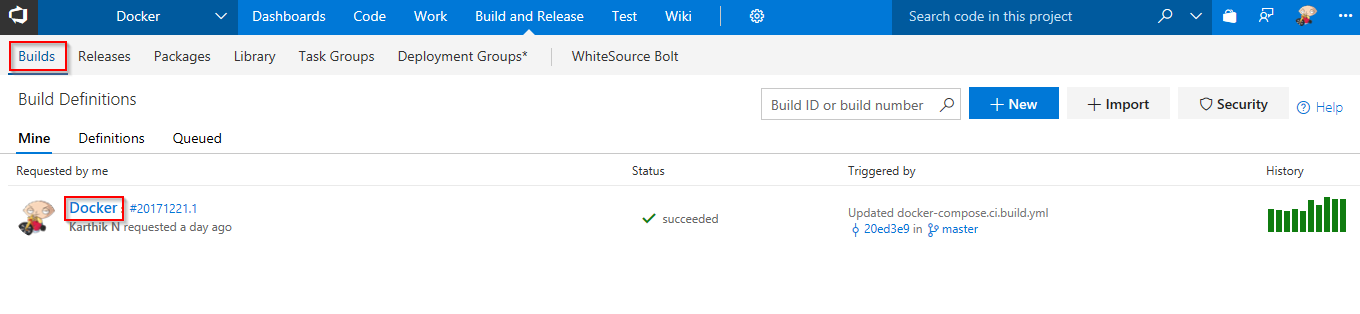 Docker Dashboards Code Work Build and Release Test Wiki Search code in this project
Builds Releases Packages Library Task Groups Deployment Groups* WhiteSource Bolt
Build Definitions
Build ID or build number + New + Import Security Help
Mine Definitions Queued
Requested by me Status Triggered by History
Docker #20171221.1
Karthik N requested a day ago
succeeded
Updated docker-compose.ci.build.yml
20ed3e9 in master